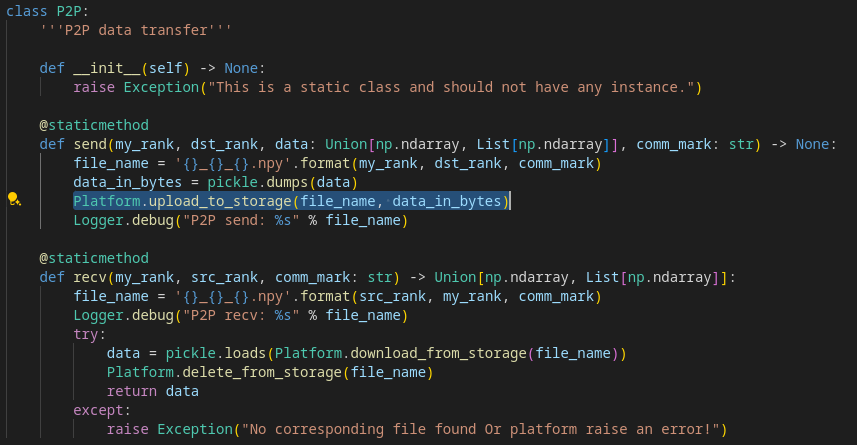 class P2P:
    '''P2P data transfer'''

    def __init__(self) -> None:
        raise Exception("This is a static class and should not have any instance.")

    @staticmethod
    def send(my_rank, dst_rank, data: Union[np.ndarray, List[np.ndarray]], comm_mark: str) -> None:
        file_name = '{}_{}_{}.npy'.format(my_rank, dst_rank, comm_mark)
        data_in_bytes = pickle.dumps(data)
        Platform.upload_to_storage(file_name, data_in_bytes)
        Logger.debug("P2P send: %s" % file_name)

    @staticmethod
    def recv(my_rank, src_rank, comm_mark: str) -> Union[np.ndarray, List[np.ndarray]]:
        file_name = '{}_{}_{}.npy'.format(src_rank, my_rank, comm_mark)
        Logger.debug("P2P recv: %s" % file_name)
        try:
            data = pickle.loads(Platform.download_from_storage(file_name))
            Platform.delete_from_storage(file_name)
            return data
        except:
            raise Exception("No corresponding file found Or platform raise an error!")